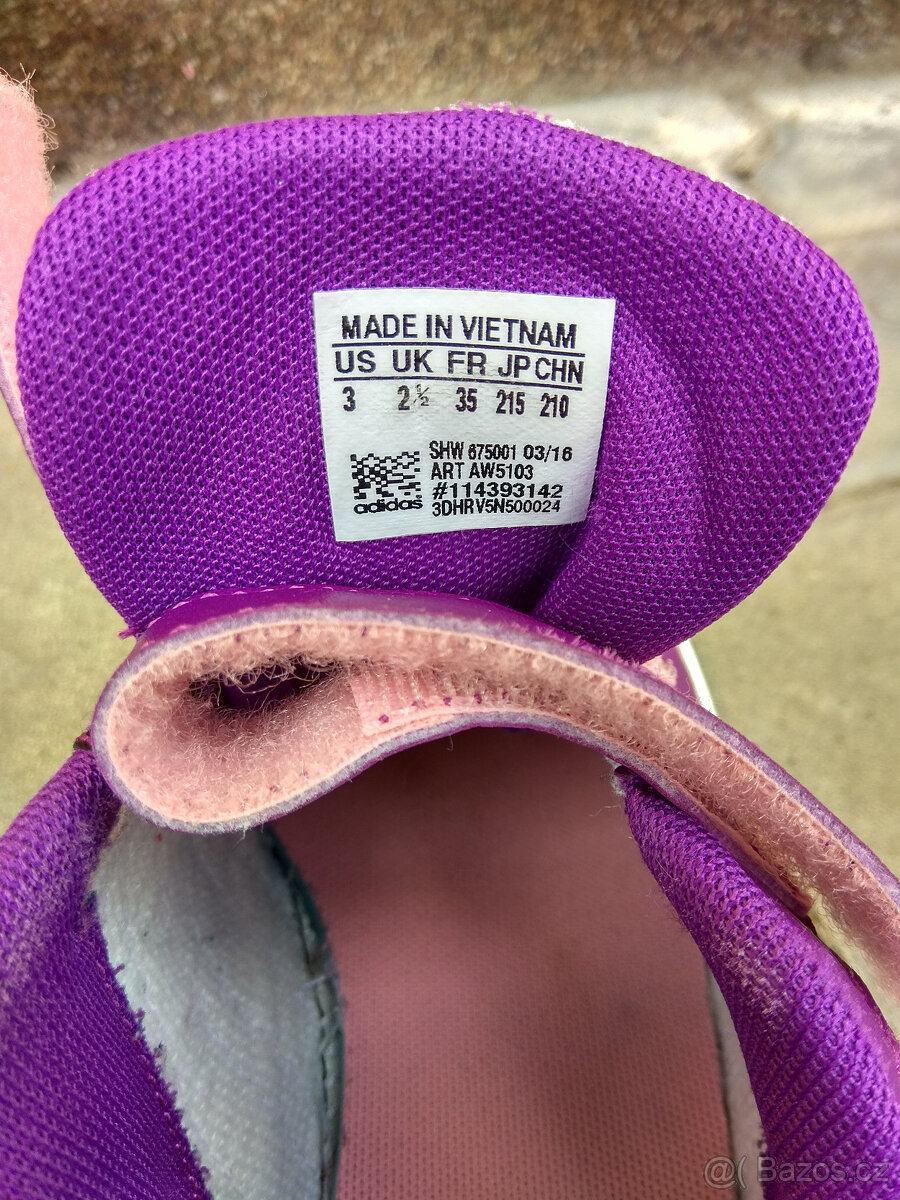 MADE IN VIETNAM
US UK FR JP CHN
3 2½ 35 215 210
SHW 675001 03/16
ART AW5103
#114393142
adidas 3DHRV5N500024
@( Bazos.cz